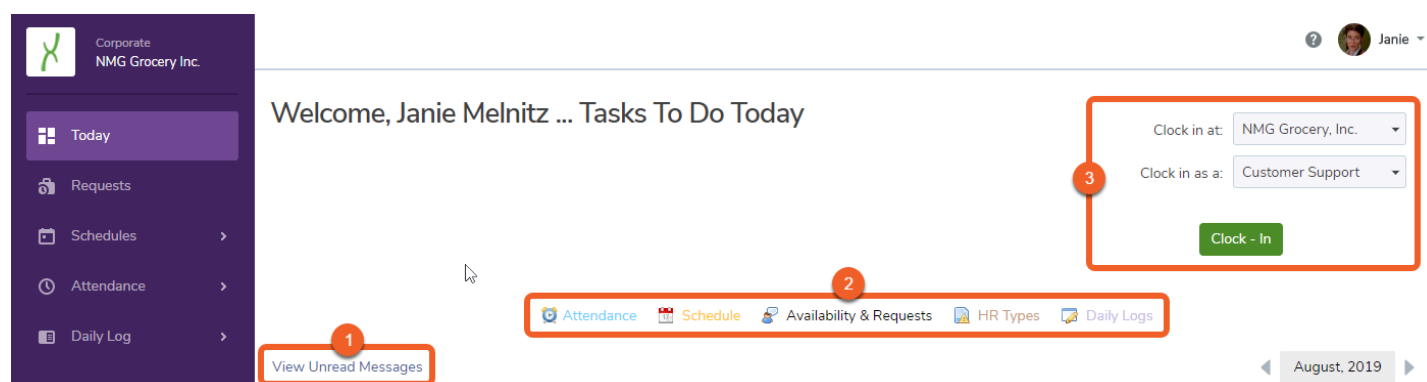 Corporate
NMG Grocery Inc.
Janie
Welcome, Janie Melnitz ... Tasks To Do Today
Today
Requests
Schedules
Attendance
Daily Log
Clock in at: NMG Grocery, Inc.
3
Clock in as a: Customer Support
Clock - In
2
Attendance Schedule Availability & Requests HR Types Daily Logs
1
View Unread Messages
August, 2019